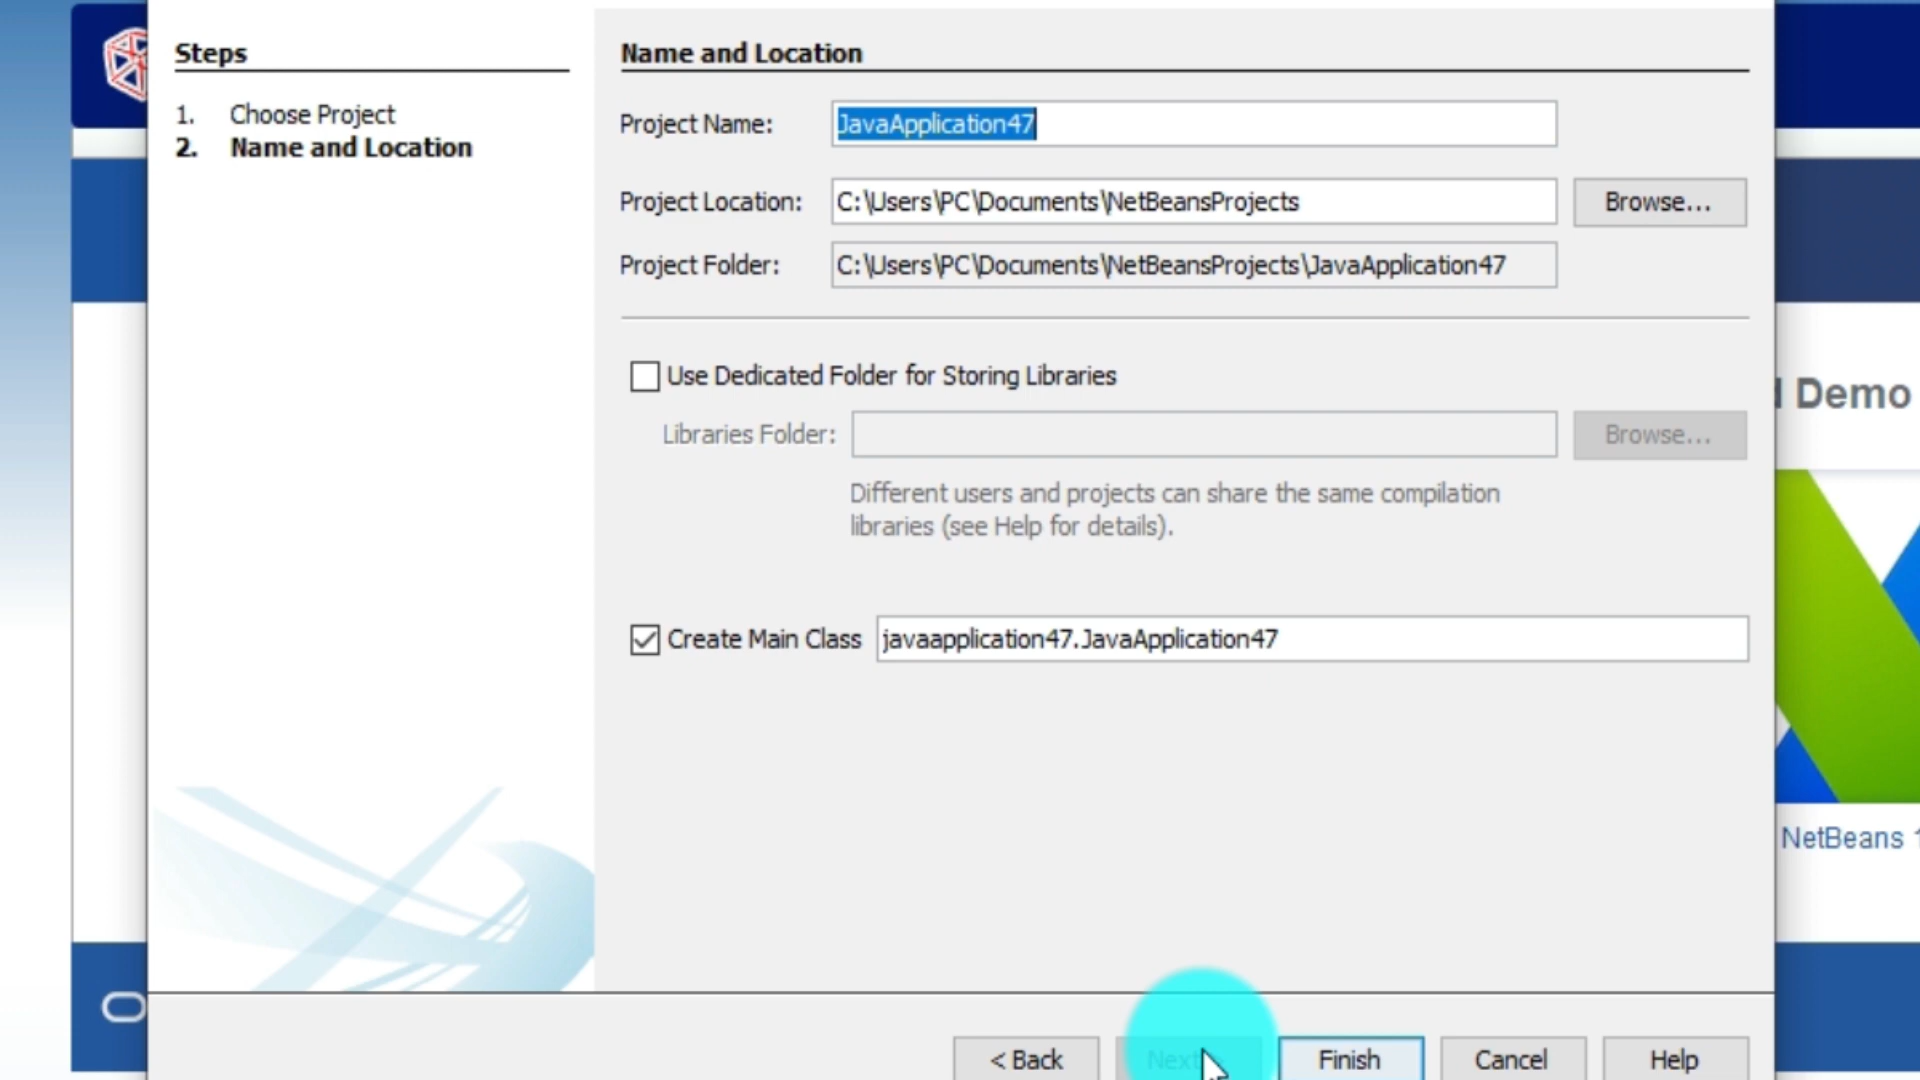 Steps
1. Choose Project
2. Name and Location
Name and Location
Project Name: JavaApplication47
Project Location: C:\Users\PC\Documents\NetBeansProjects Browse...
Project Folder: C:\Users\PC\Documents\NetBeansProjects\JavaApplication47
Use Dedicated Folder for Storing Libraries
Libraries Folder: Browse...
Different users and projects can share the same compilation
libraries (see Help for details).
Create Main Class javaapplication47.JavaApplication47
< Back Next > Finish Cancel Help
Demo
NetBeans